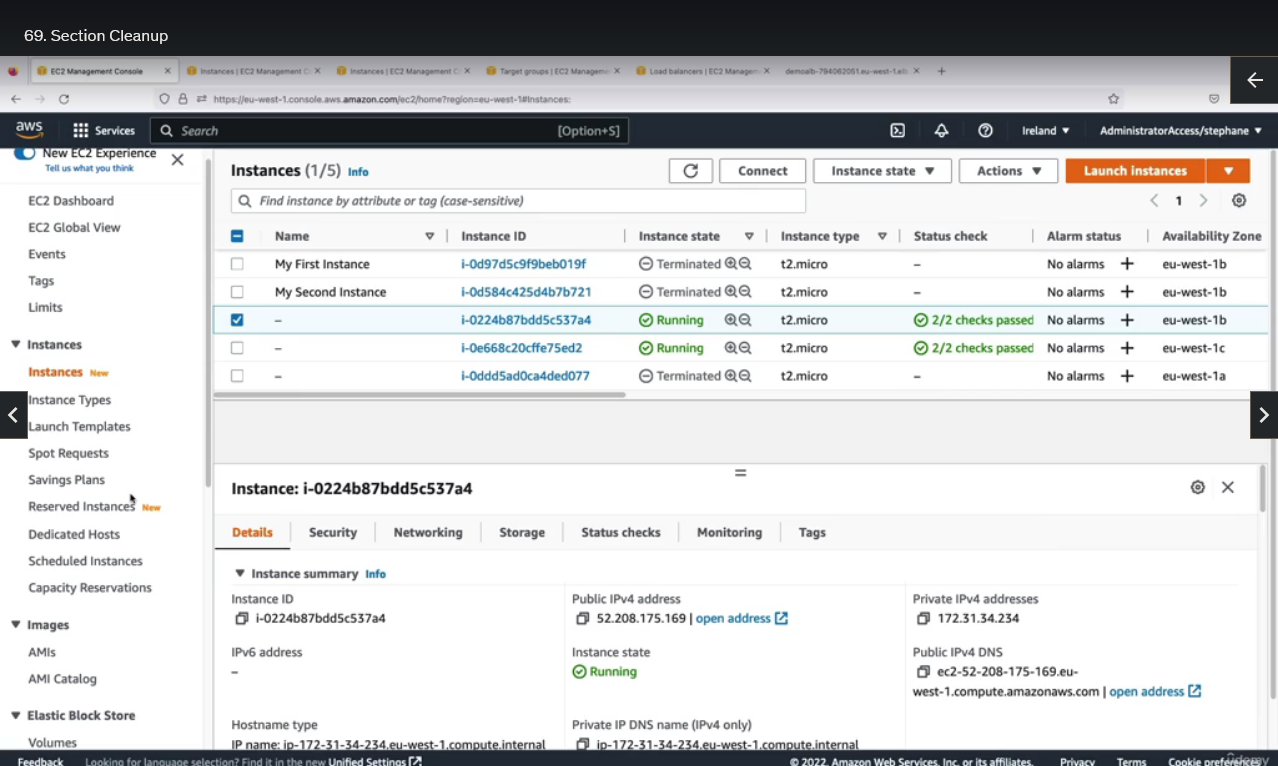 69. Section Cleanup
EC2 Management Console
Instances | EC2 Management C
Instances | EC2 Management C
Target groups | EC2 Managemen
Load balancers | EC2 Managem
demoalb-794062051.eu-west-1.elb
https://eu-west-1.console.aws.amazon.com/ec2/home?region=eu-west-1#Instances:
aws Services Search [Option+S] Ireland AdministratorAccess/stephane
New EC2 Experience
Tell us what you think
EC2 Dashboard
EC2 Global View
Events
Tags
Limits
Instances
Instances New
Instance Types
Launch Templates
Spot Requests
Savings Plans
Reserved Instances New
Dedicated Hosts
Scheduled Instances
Capacity Reservations
Images
AMIs
AMI Catalog
Elastic Block Store
Volumes
Instances (1/5) Info Connect Instance state Actions Launch instances
Find instance by attribute or tag (case-sensitive) 1
Name Instance ID Instance state Instance type Status check Alarm status Availability Zone
My First Instance i-0d97d5c9f9beb019f Terminated t2.micro – No alarms + eu-west-1b
My Second Instance i-0d584c425d4b7b721 Terminated t2.micro – No alarms + eu-west-1b
– i-0224b87bdd5c537a4 Running t2.micro 2/2 checks passed No alarms + eu-west-1b
– i-0e668c20cffe75ed2 Running t2.micro 2/2 checks passed No alarms + eu-west-1c
– i-0ddd5ad0ca4ded077 Terminated t2.micro – No alarms + eu-west-1a
Instance: i-0224b87bdd5c537a4
Details Security Networking Storage Status checks Monitoring Tags
Instance summary Info
Instance ID
i-0224b87bdd5c537a4
Public IPv4 address
52.208.175.169 | open address
Private IPv4 addresses
172.31.34.234
IPv6 address
–
Instance state
Running
Public IPv4 DNS
ec2-52-208-175-169.eu-
west-1.compute.amazonaws.com | open address
Hostname type
IP name: ip-172-31-34-234.eu-west-1.compute.internal
Private IP DNS name (IPv4 only)
ip-172-31-34-234.eu-west-1.compute.internal
Feedback Looking for language selection? Find it in the new Unified Settings © 2022, Amazon Web Services, Inc. or its affiliates. Privacy Terms Cookie preferences
Udemy